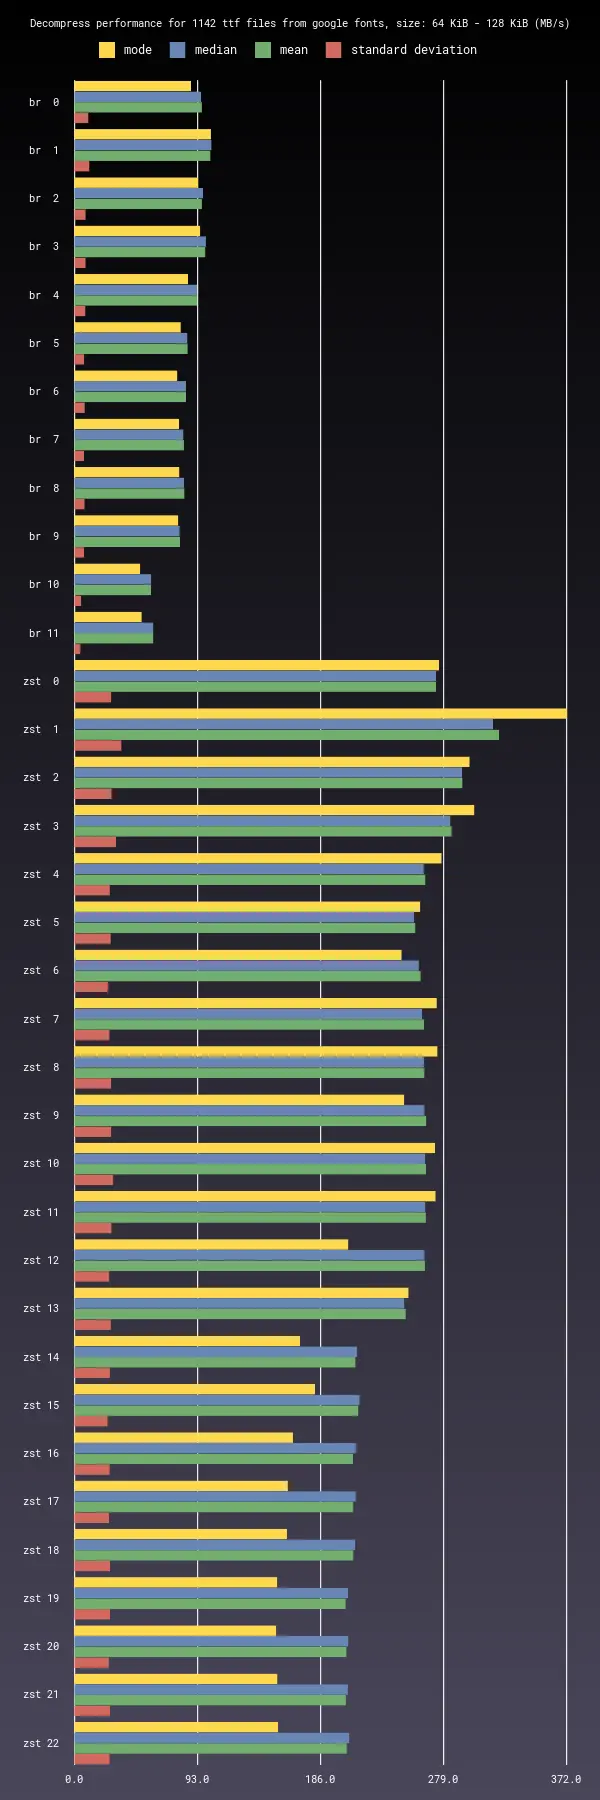 Decompress performance for 1142 ttf files from google fonts, size: 64 KiB - 128 KiB (MB/s)
mode median mean standard deviation
br 0
br 1
br 2
br 3
br 4
br 5
br 6
br 7
br 8
br 9
br 10
br 11
zst 0
zst 1
zst 2
zst 3
zst 4
zst 5
zst 6
zst 7
zst 8
zst 9
zst 10
zst 11
zst 12
zst 13
zst 14
zst 15
zst 16
zst 17
zst 18
zst 19
zst 20
zst 21
zst 22
0.0 93.0 186.0 279.0 372.0